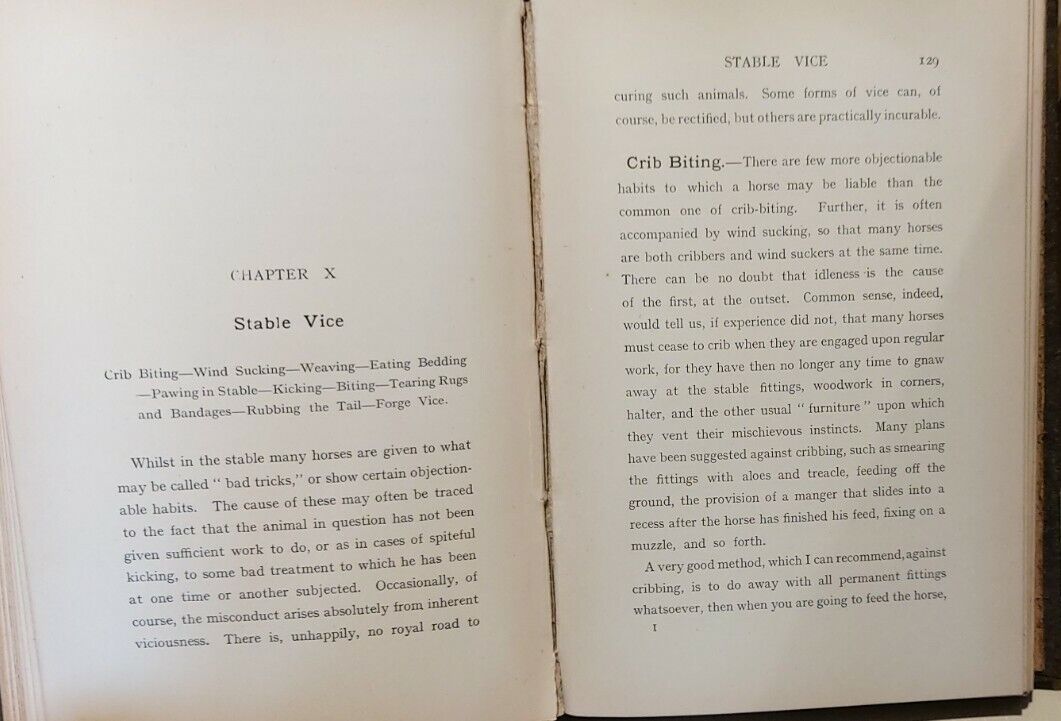 CHAPTER X
Stable Vice
Crib Biting—Wind Sucking—Weaving—Eating Bedding
—Pawing in Stable—Kicking—Biting—Tearing Rugs
and Bandages—Rubbing the Tail—Forge Vice.
Whilst in the stable many horses are given to what
may be called “ bad tricks,” or show certain objection-
able habits. The cause of these may often be traced
to the fact that the animal in question has not been
given sufficient work to do, or as in cases of spiteful
kicking, to some bad treatment to which he has been
at one time or another subjected. Occasionally, of
course, the misconduct arises absolutely from inherent
viciousness. There is, unhappily, no royal road to
STABLE VICE 129
curing such animals. Some forms of vice can, of
course, be rectified, but others are practically incurable.
Crib Biting.—There are few more objectionable
habits to which a horse may be liable than the
common one of crib-biting. Further, it is often
accompanied by wind sucking, so that many horses
are both cribbers and wind suckers at the same time.
There can be no doubt that idleness is the cause
of the first, at the outset. Common sense, indeed,
would tell us, if experience did not, that many horses
must cease to crib when they are engaged upon regular
work, for they have then no longer any time to gnaw
away at the stable fittings, woodwork in corners,
halter, and the other usual “ furniture ” upon which
they vent their mischievous instincts. Many plans
have been suggested against cribbing, such as smearing
the fittings with aloes and treacle, feeding off the
ground, the provision of a manger that slides into a
recess after the horse has finished his feed, fixing on a
muzzle, and so forth.
A very good method, which I can recommend, against
cribbing, is to do away with all permanent fittings
whatsoever, then when you are going to feed the horse,
I